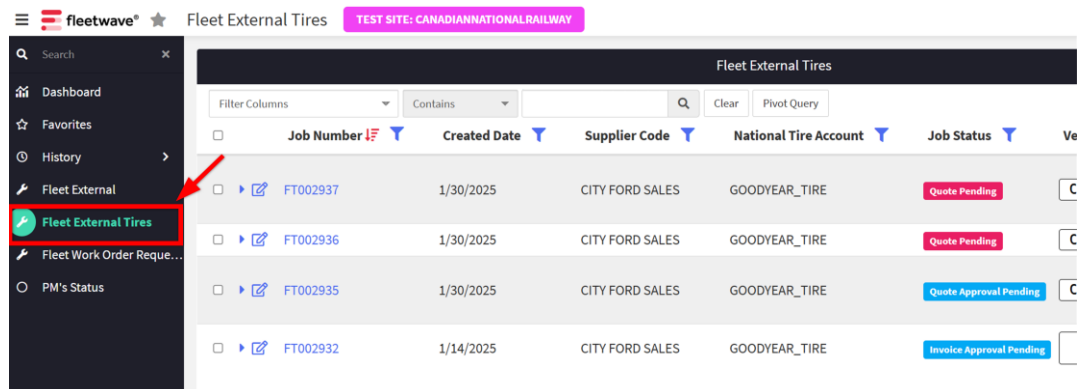 fleetwave® Fleet External Tires TEST SITE: CANADIANNATIONALRAILWAY
Search
Dashboard
Favorites
History
Fleet External
Fleet External Tires
Fleet Work Order Reque...
PM's Status
Fleet External Tires
Filter Columns Contains Clear Pivot Query
Job Number Created Date Supplier Code National Tire Account Job Status
FT002937 1/30/2025 CITY FORD SALES GOODYEAR_TIRE Quote Pending
FT002936 1/30/2025 CITY FORD SALES GOODYEAR_TIRE Quote Pending
FT002935 1/30/2025 CITY FORD SALES GOODYEAR_TIRE Quote Approval Pending
FT002932 1/14/2025 CITY FORD SALES GOODYEAR_TIRE Invoice Approval Pending